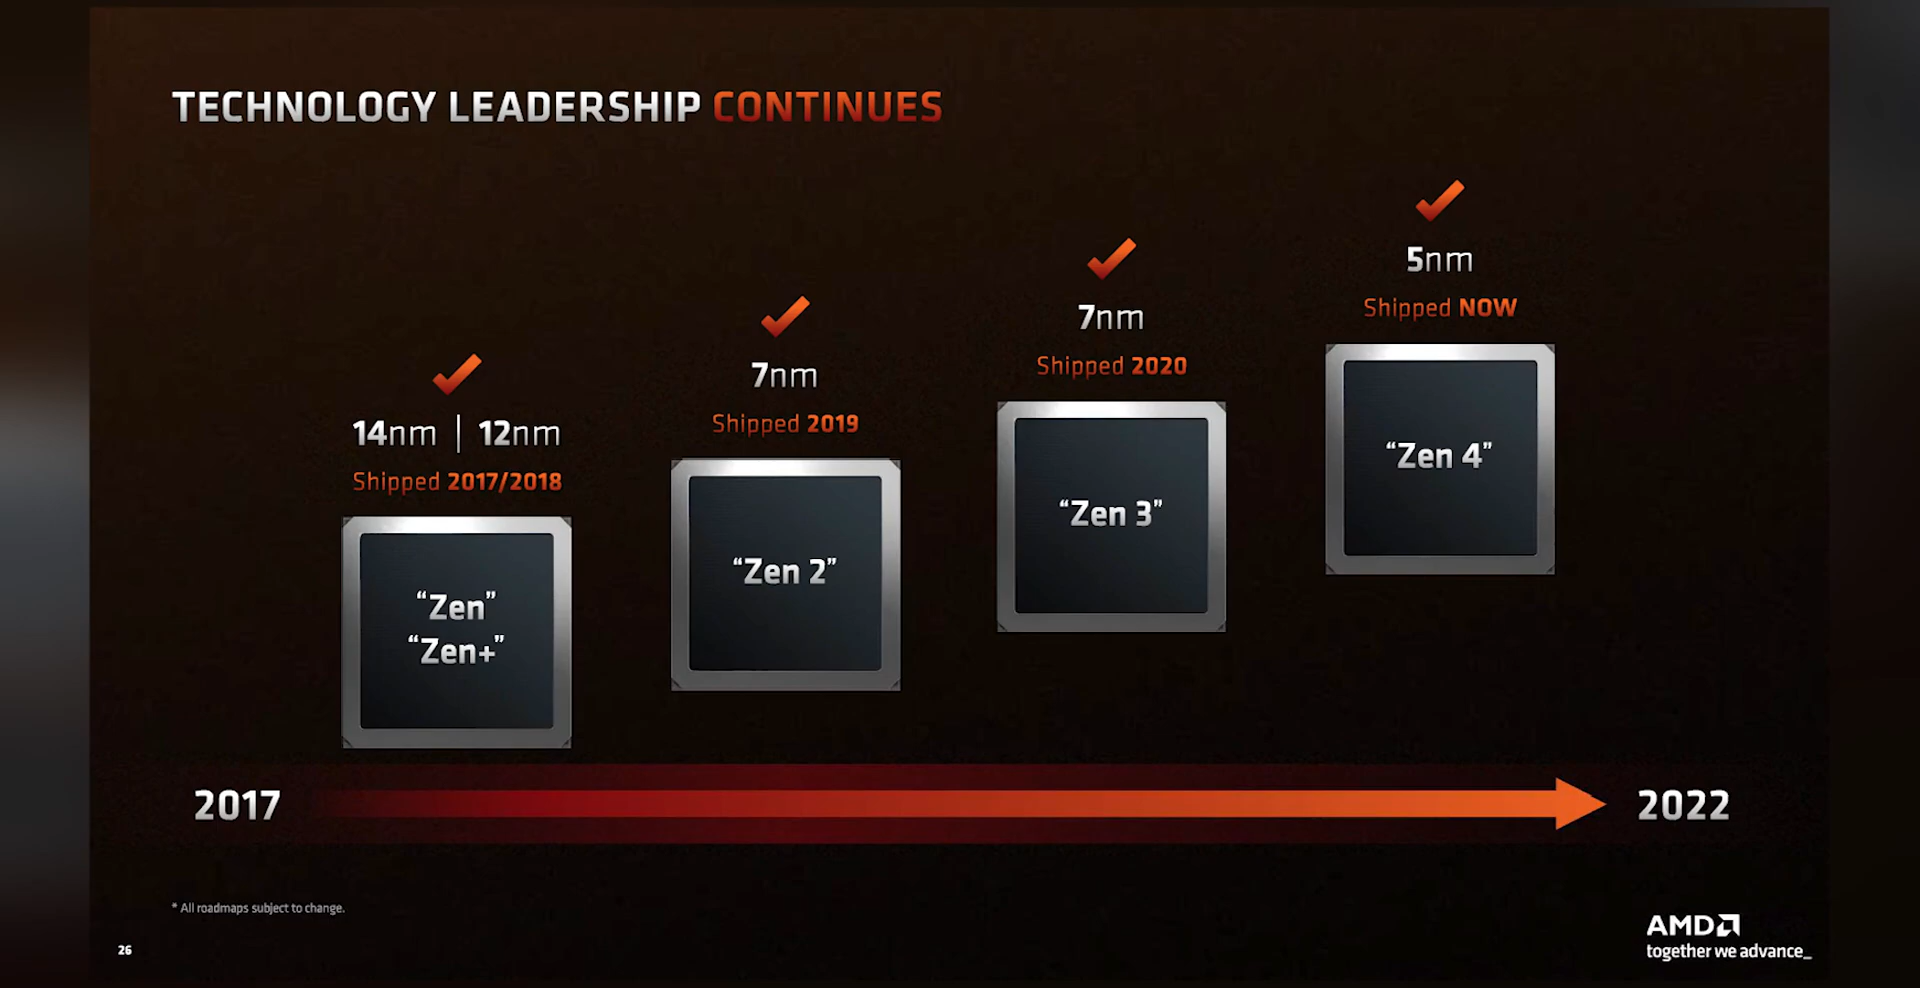 TECHNOLOGY LEADERSHIP CONTINUES
14nm | 12nm
Shipped 2017/2018
“Zen”
“Zen+”
7nm
Shipped 2019
“Zen 2”
7nm
Shipped 2020
“Zen 3”
5nm
Shipped NOW
“Zen 4”
2017
2022
* All roadmaps subject to change.
26
AMD
together we advance_